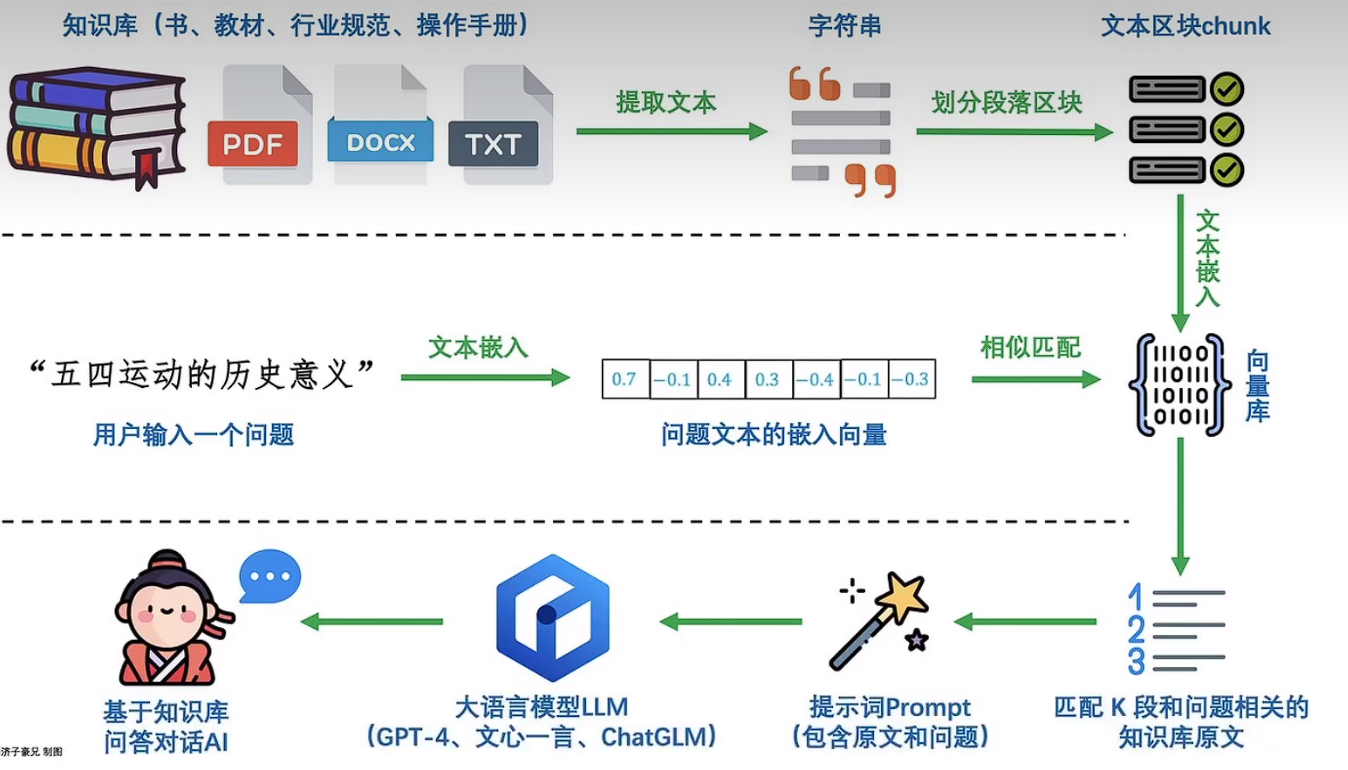 知识库（书、教材、行业规范、操作手册）
字符串
文本区块chunk
PDF
DOCX
TXT
提取文本
划分段落区块
文本嵌入
“五四运动的历史意义”
文本嵌入
0.7 −0.1 0.4 0.3 −0.4 −0.1 −0.3
相似匹配
11100
11011
10110
01011
向量库
用户输入一个问题
问题文本的嵌入向量
1
2
3
基于知识库
问答对话AI
大语言模型LLM
（GPT-4、文心一言、ChatGLM）
提示词Prompt
（包含原文和问题）
匹配 K 段和问题相关的
知识库原文
济子豪兄 制图